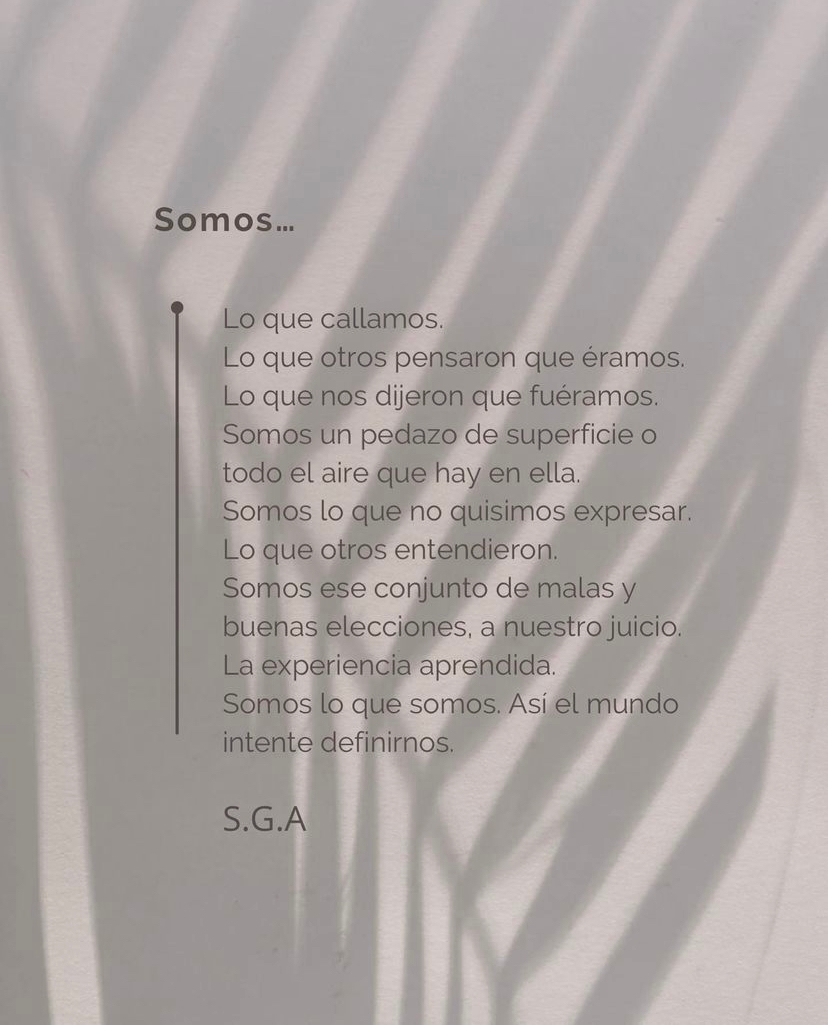 Somos...
Lo que callamos.
Lo que otros pensaron que éramos.
Lo que nos dijeron que fuéramos.
Somos un pedazo de superficie o
todo el aire que hay en ella.
Somos lo que no quisimos expresar.
Lo que otros entendieron.
Somos ese conjunto de malas y
buenas elecciones, a nuestro juicio.
La experiencia aprendida.
Somos lo que somos. Así el mundo
intente definirnos.
S.G.A